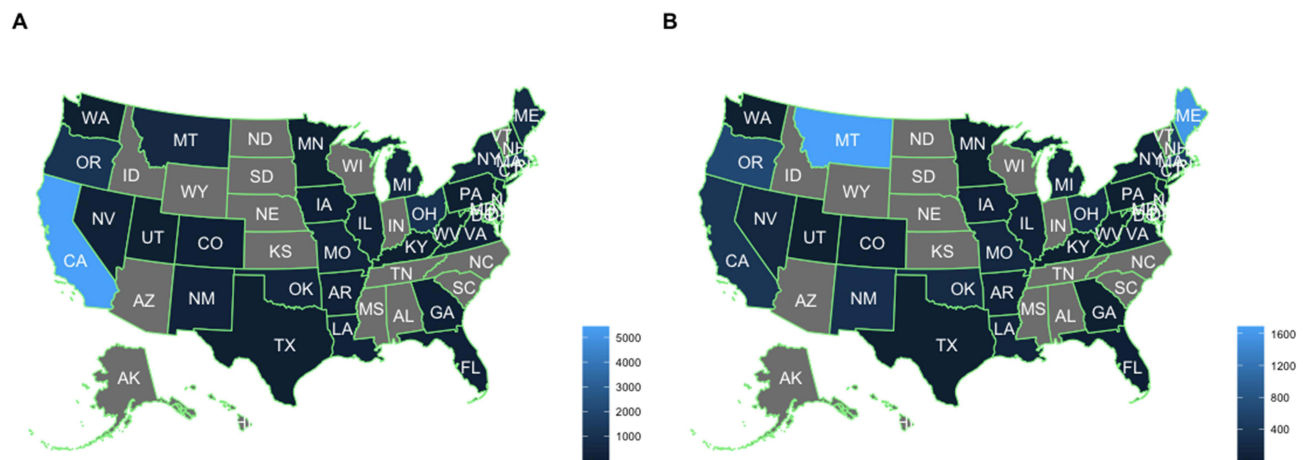 A
B
WA
MT
ND
MN
ME
OR
ID
SD
WI
MI
NY
WY
NE
IA
PA
NV
UT
CO
KS
MO
IL
IN
OH
WV
VA
KY
CA
AZ
NM
OK
AR
TN
NC
SC
MS
AL
GA
TX
LA
FL
AK
5000
4000
3000
2000
1000
WA
MT
ND
MN
ME
OR
ID
SD
WI
MI
NY
WY
NE
IA
PA
NV
UT
CO
KS
MO
IL
IN
OH
WV
VA
KY
CA
AZ
NM
OK
AR
TN
NC
SC
MS
AL
GA
TX
LA
FL
AK
1600
1200
800
400